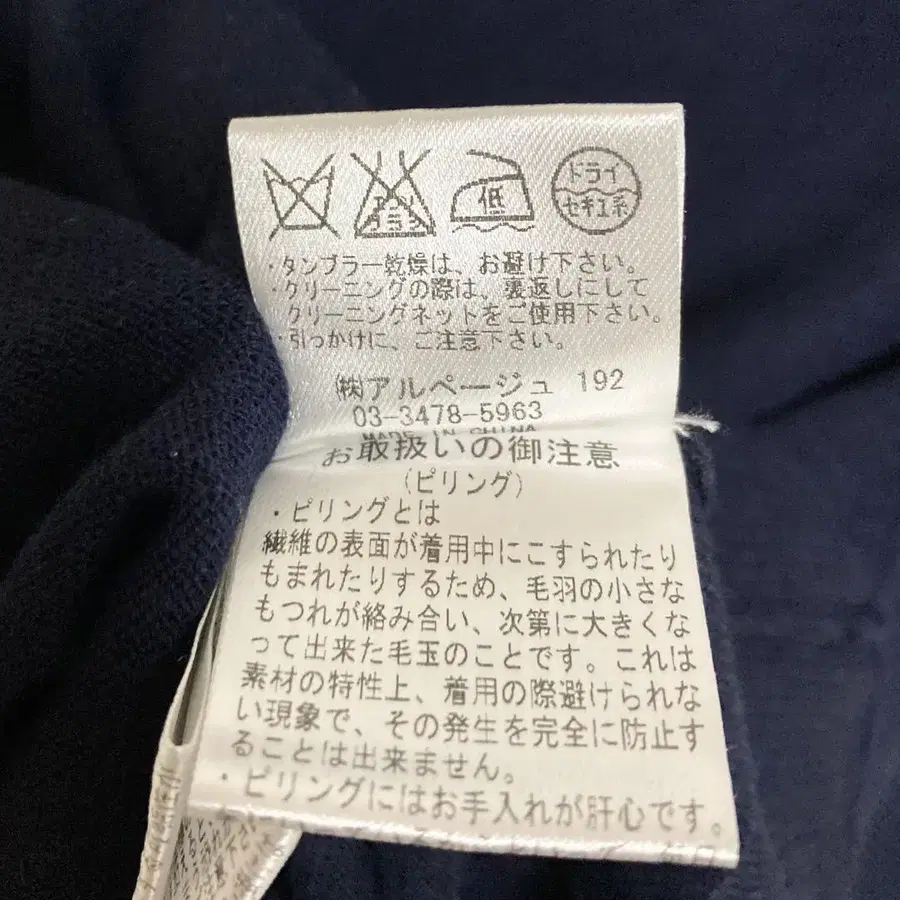 エンソ
サラシ
低
ドライ
セキユ系
・タンブラー乾燥は、お避け下さい。
・クリーニングの際は、裏返しにして
クリーニングネットをご使用下さい。
・引っかけに、ご注意下さい。
㈱アルページュ 192
03-3478-5963
MADE IN CHINA
お取扱いの御注意
(ピリング)
・ピリングとは
繊維の表面が着用中にこすられたり
もまれたりするため、毛羽の小さな
もつれが絡み合い、次第に大きくな
って出来た毛玉のことです。これは
素材の特性上、着用の際避けられな
い現象で、その発生を完全に防止す
ることは出来ません。
・ピリングにはお手入れが肝心です。